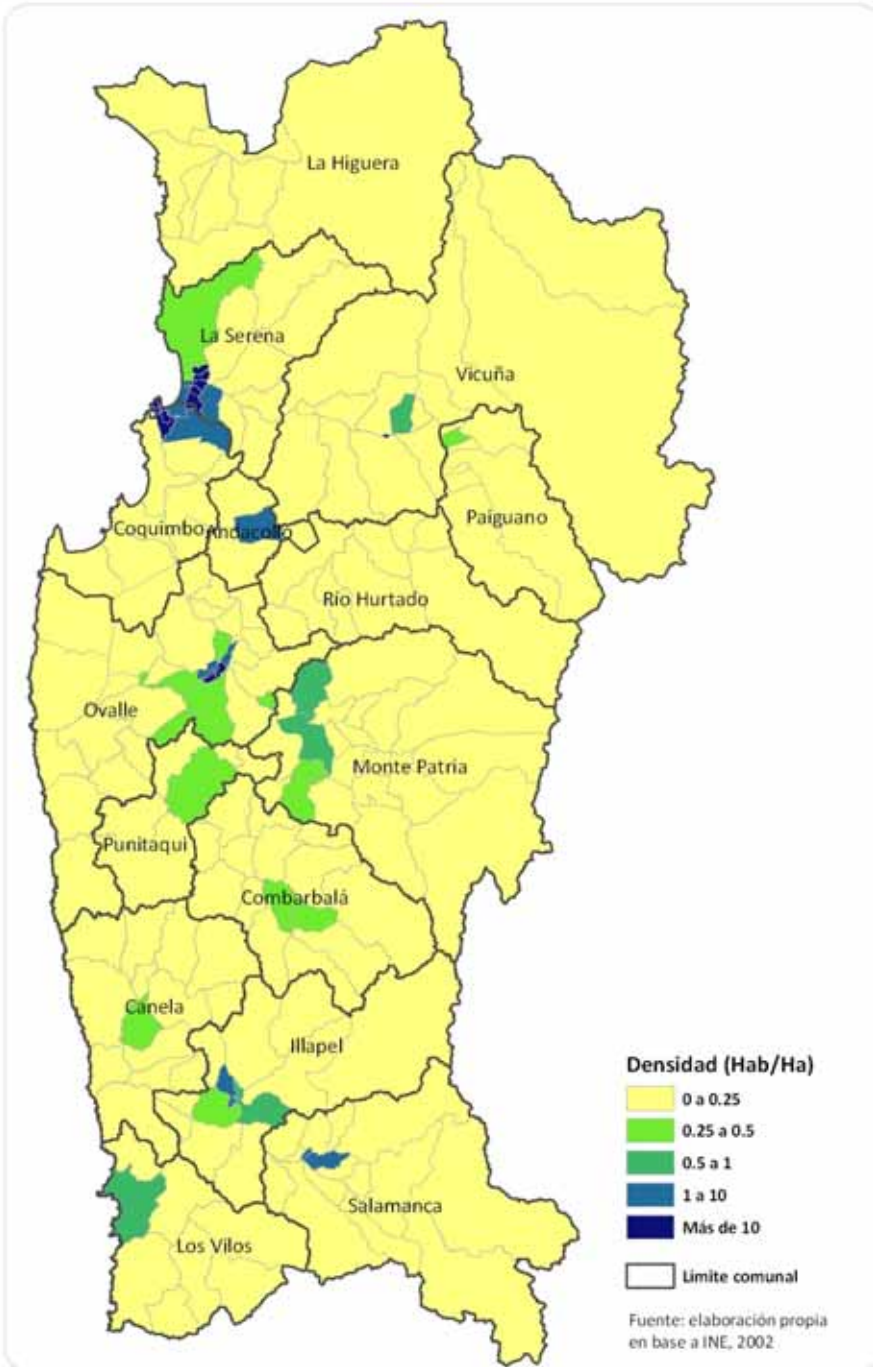 La Higuera
La Serena
Vicuña
Coquimbo
Andacollo
Paiguano
Río Hurtado
Ovalle
Monte Patria
Punitaqui
Combarbalá
Canela
Illapel
Salamanca
Los Vilos
Densidad (Hab/Ha)
0 a 0.25
0.25 a 0.5
0.5 a 1
1 a 10
Más de 10
Limite comunal
Fuente: elaboración propia
en base a INE, 2002